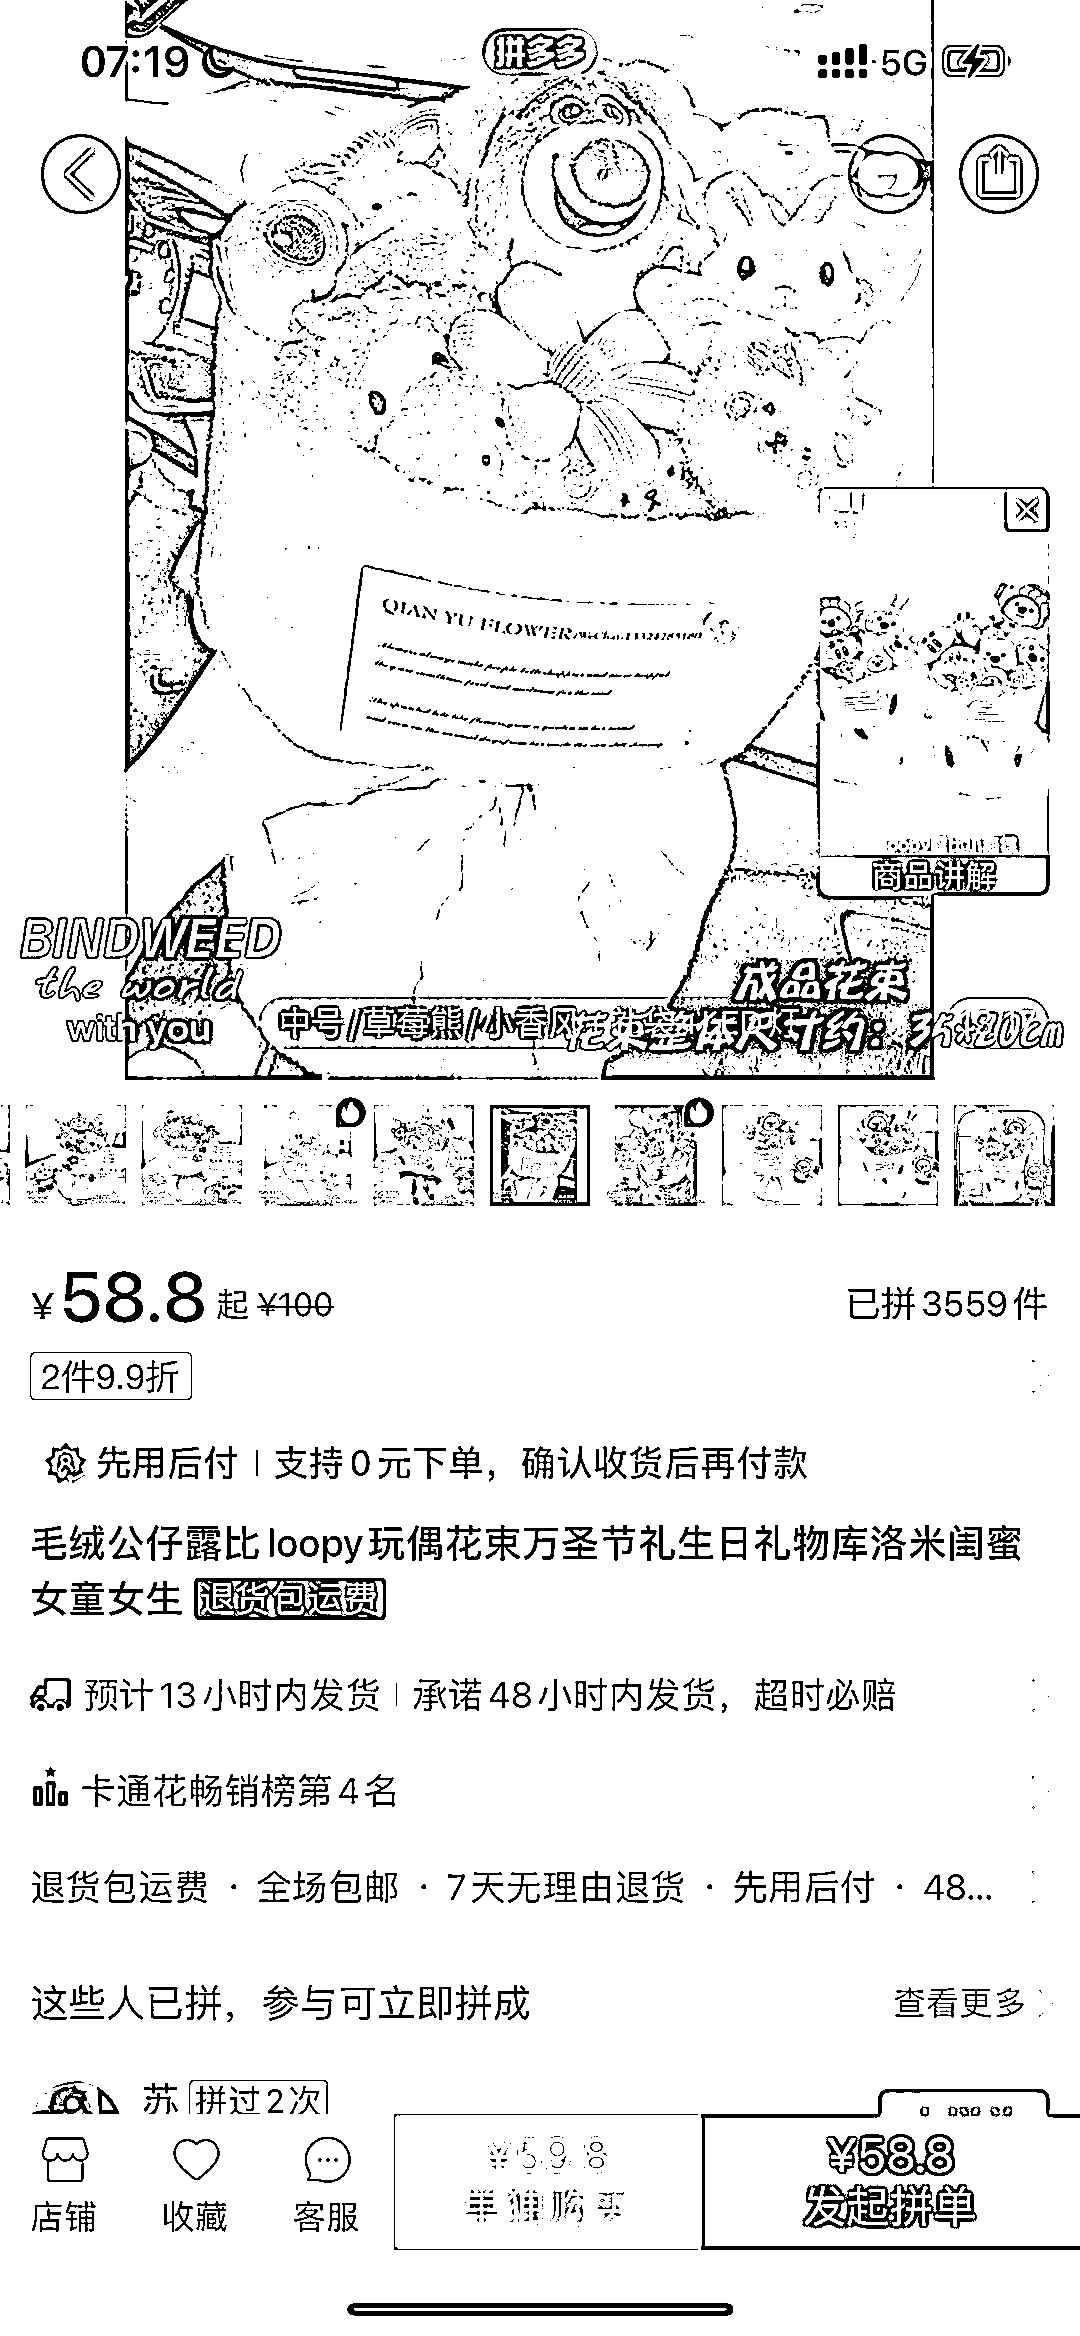 07:19
拼多多
5G
QIAN YU FLOWER
商品讲解
BINDWEED
the world
with you
成品花束
中号/草莓熊/小香风
花束整体尺寸约：35*20cm
¥58.8起 ¥100
已拼3559件
2件9.9折
先用后付 | 支持0元下单，确认收货后再付款
毛绒公仔露比loopy玩偶花束万圣节礼生日礼物库洛米闺蜜
女童女生 退货包运费
预计13小时内发货 | 承诺48小时内发货，超时必赔
卡通花畅销榜第4名
退货包运费 · 全场包邮 · 7天无理由退货 · 先用后付 · 48...
这些人已拼，参与可立即拼成
查看更多
苏 拼过2次
店铺
收藏
客服
¥59.8
单独购买
¥58.8
发起拼单